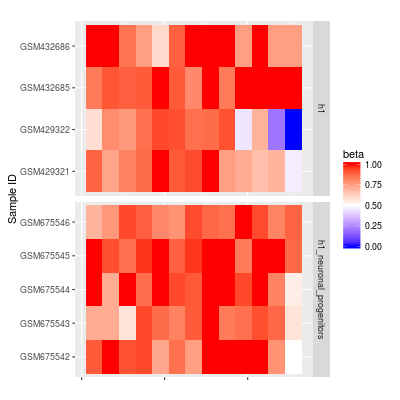 GSM432686
GSM432685
GSM429322
GSM429321
h1
GSM675546
GSM675545
GSM675544
GSM675543
GSM675542
h1_neuronal_progenitors
Sample ID
beta
1.00
0.75
0.50
0.25
0.00